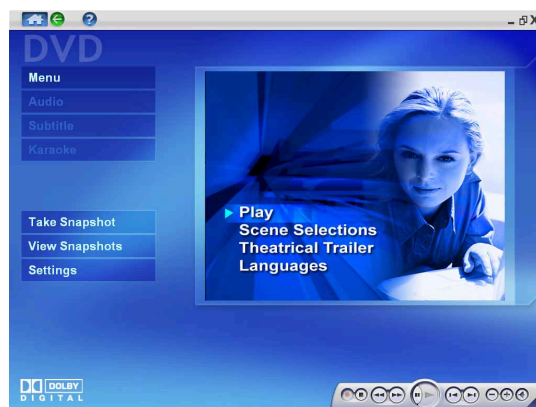 DVD
Menu
Audio
Subtitle
Karaoke
Take Snapshot
View Snapshots
Settings
Play
Scene Selections
Theatrical Trailer
Languages
DOLBY
DIGITAL